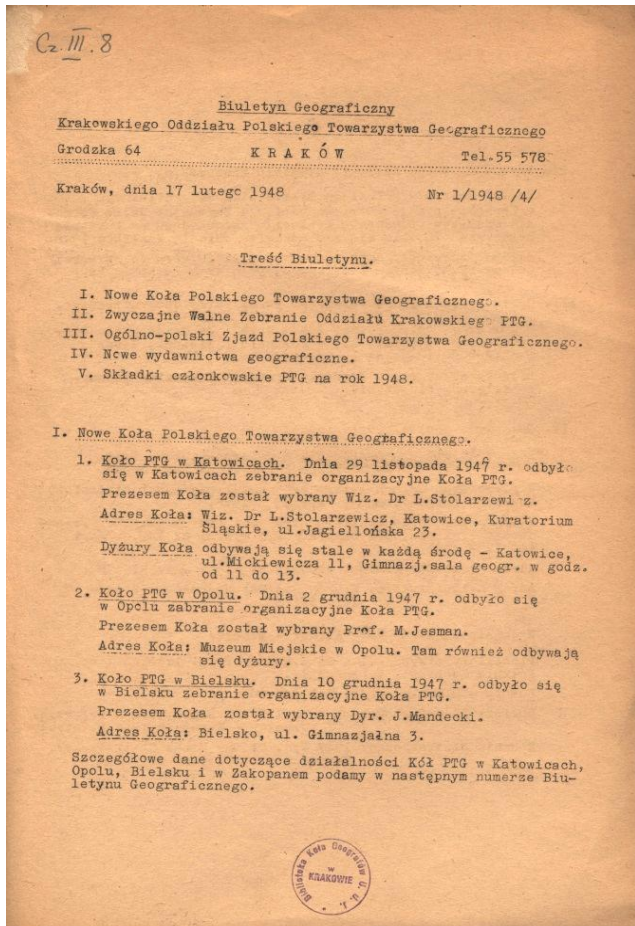 Cz. III. 8
Biuletyn Geograficzny
Krakowskiego Oddziału Polskiego Towarzystwa Geograficznego
Grodzka 64 KRAKÓW Tel.55 578
Kraków, dnia 17 lutego 1948 Nr 1/1948 /4/
Treść Biuletynu.
I. Nowe Koła Polskiego Towarzystwa Geograficznego.
II. Zwyczajne Walne Zebranie Oddziału Krakowskiego PTG.
III. Ogólno-polski Zjazd Polskiego Towarzystwa Geograficznego.
IV. Nowe wydawnictwa geograficzne.
V. Składki członkowskie PTG na rok 1948.
I. Nowe Koła Polskiego Towarzystwa Geograficznego.
1. Koło PTG w Katowicach. Dnia 29 listopada 1947 r. odbyło
się w Katowicach zebranie organizacyjne Koła PTG.
Prezesem Koła został wybrany Wiz. Dr L.Stolarzewi z.
Adres Koła: Wiz. Dr L.Stolarzewicz, Katowice, Kuratorium
Śląskie, ul.Jagiellońska 23.
Dyżury Koła odbywają się stale w każdą środę - Katowice,
ul.Mickiewicza 11, Gimnazj.sala geogr. w godz.
od 11 do 13.
2. Koło PTG w Opolu. Dnia 2 grudnia 1947 r. odbyło się
w Opolu zabranie organizacyjne Koła PTG.
Prezesem Koła został wybrany Prof. M.Jesman.
Adres Koła: Muzeum Miejskie w Opolu. Tam również odbywają
się dyżury.
3. Koło PTG w Bielsku. Dnia 10 grudnia 1947 r. odbyło się
w Bielsku zebranie organizacyjne Koła PTG.
Prezesem Koła został wybrany Dyr. J.Mandecki.
Adres Koła: Bielsko, ul. Gimnazjalna 3.
Szczegółowe dane dotyczące działalności Kół PTG w Katowicach,
Opolu, Bielsku i w Zakopanem podamy w następnym numerze Biu-
letynu Geograficznego.
Biblioteka Koła Geografów U. U. J.
w
KRAKOWIE